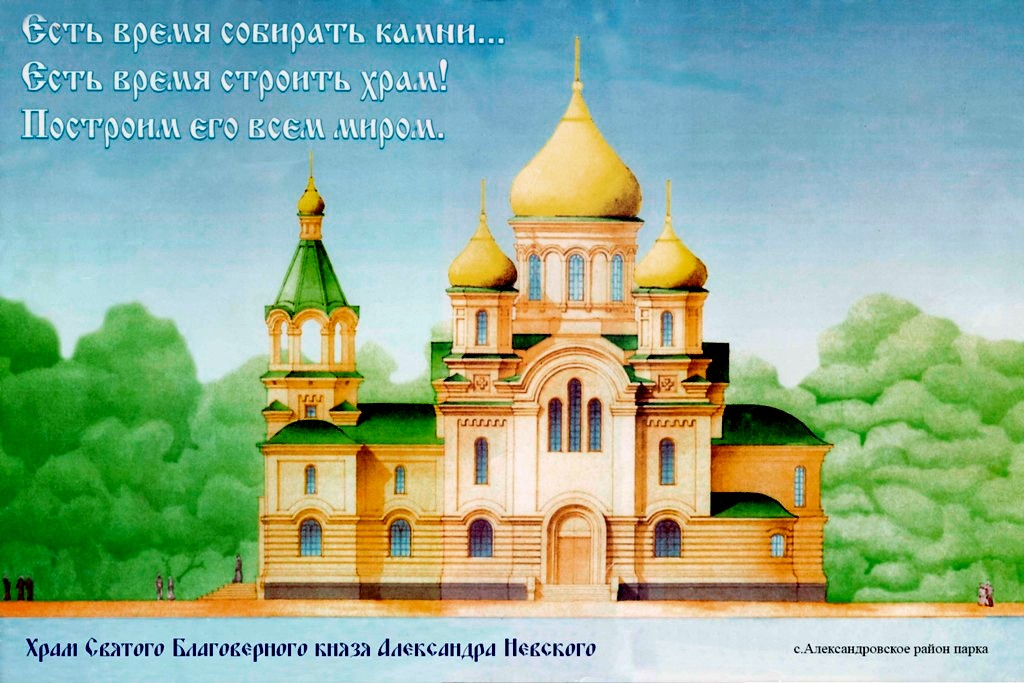 Есть время собирать камни...
Есть время строить храм!
Построим его всем миром.
Храм Святого Благоверного князя Александра Невского
с.Александровское район парка